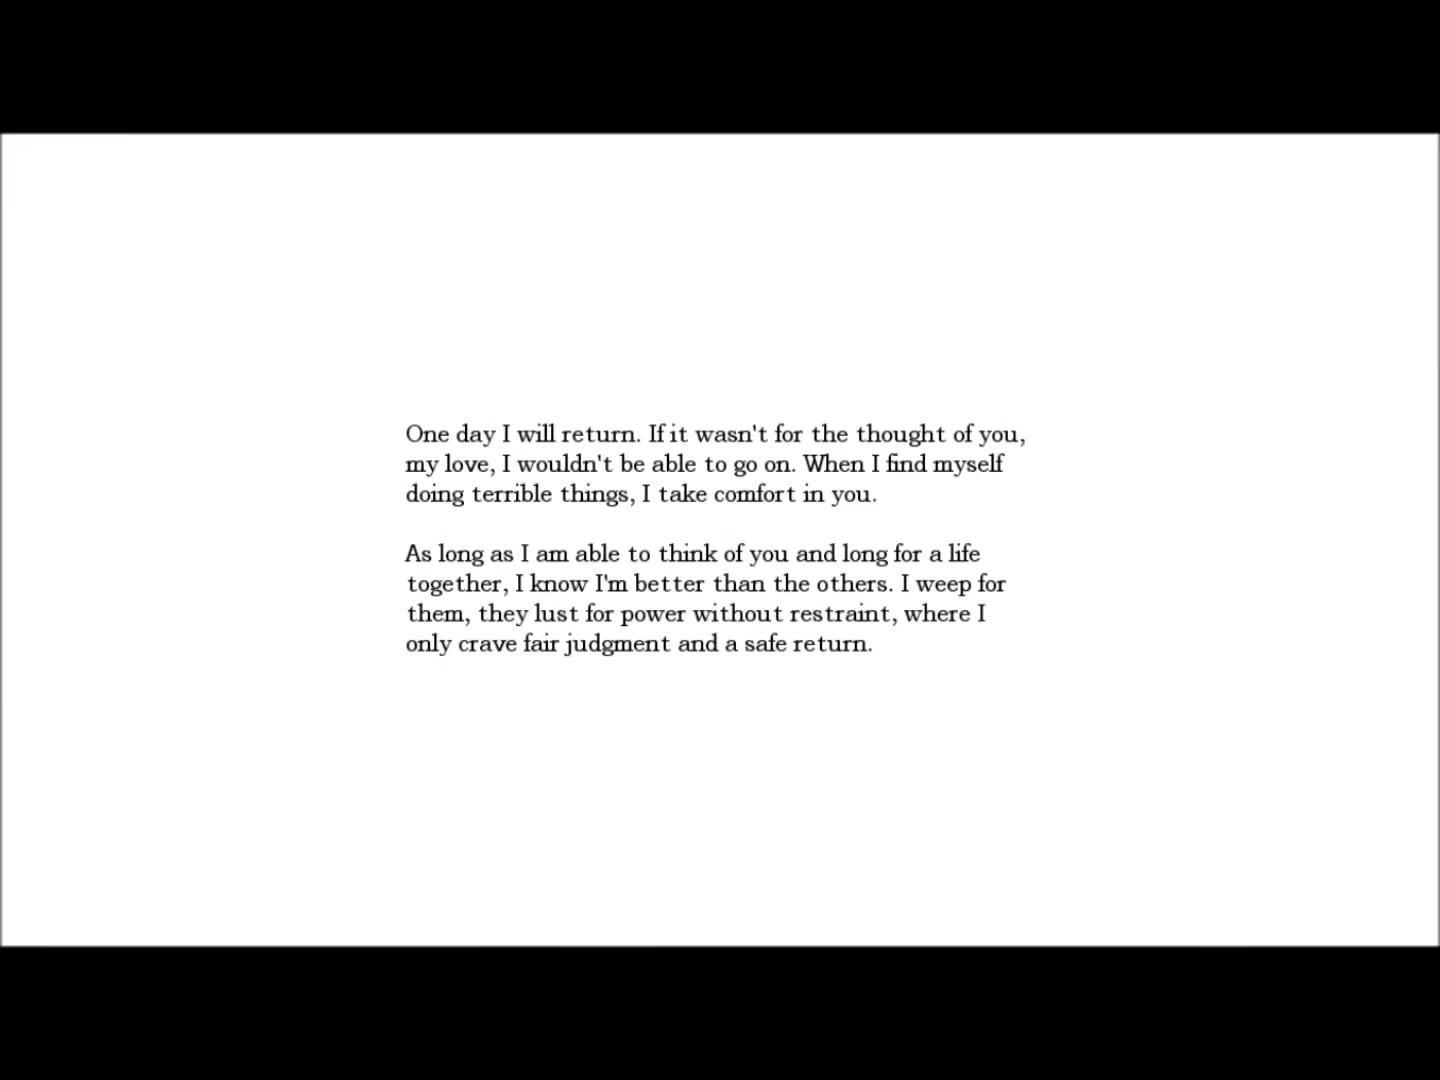 One day I will return. If it wasn't for the thought of you,
my love, I wouldn't be able to go on. When I find myself
doing terrible things, I take comfort in you.
As long as I am able to think of you and long for a life
together, I know I'm better than the others. I weep for
them, they lust for power without restraint, where I
only crave fair judgment and a safe return.